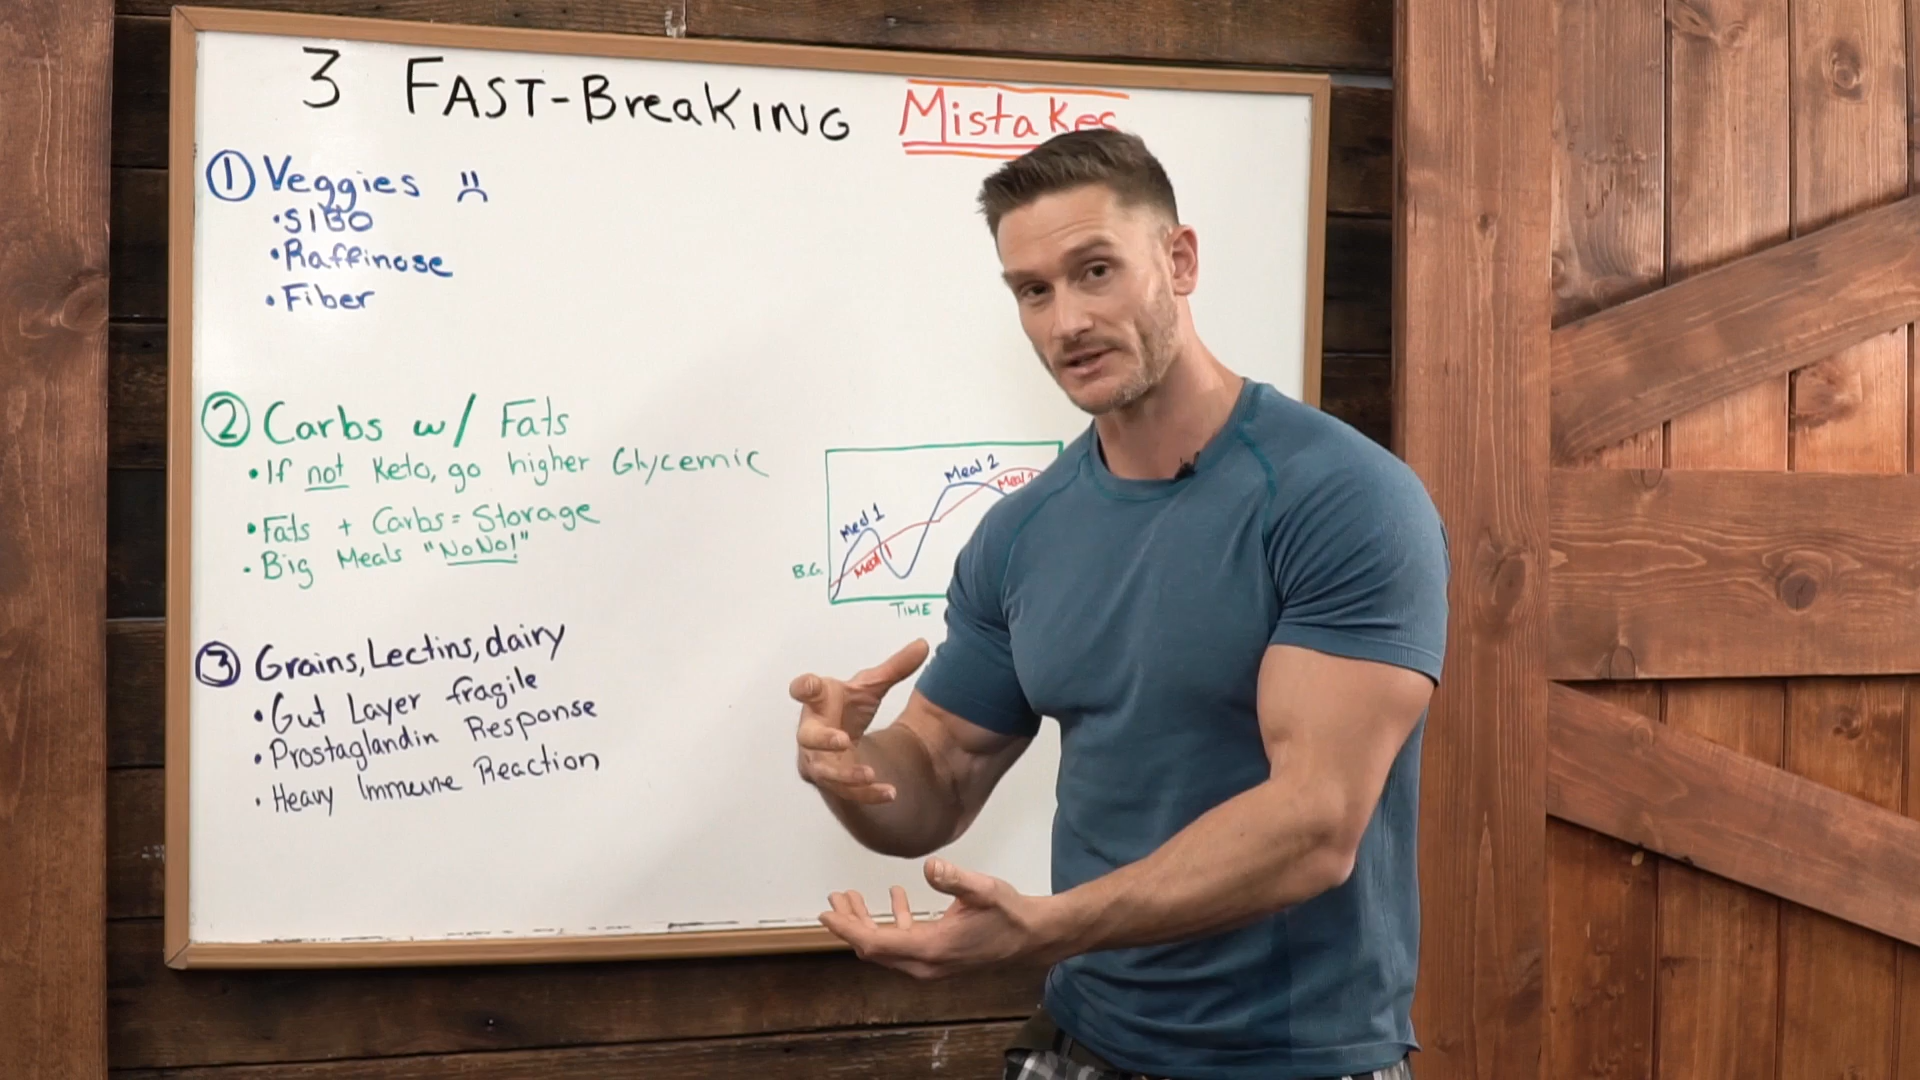 3 FAST-BreaKING Mistakes
① Veggies
• SIBO
• Raffinose
• Fiber
② Carbs w/ Fats
• If not Keto, go higher Glycemic
• Fats + Carbs = Storage
• Big Meals "NoNo!"
Meal 1
Meal 2
Meal 1
Meal
B.G.
TIME
③ Grains, Lectins, dairy
• Gut Layer fragile
• Prostaglandin Response
• Heavy Immune Reaction